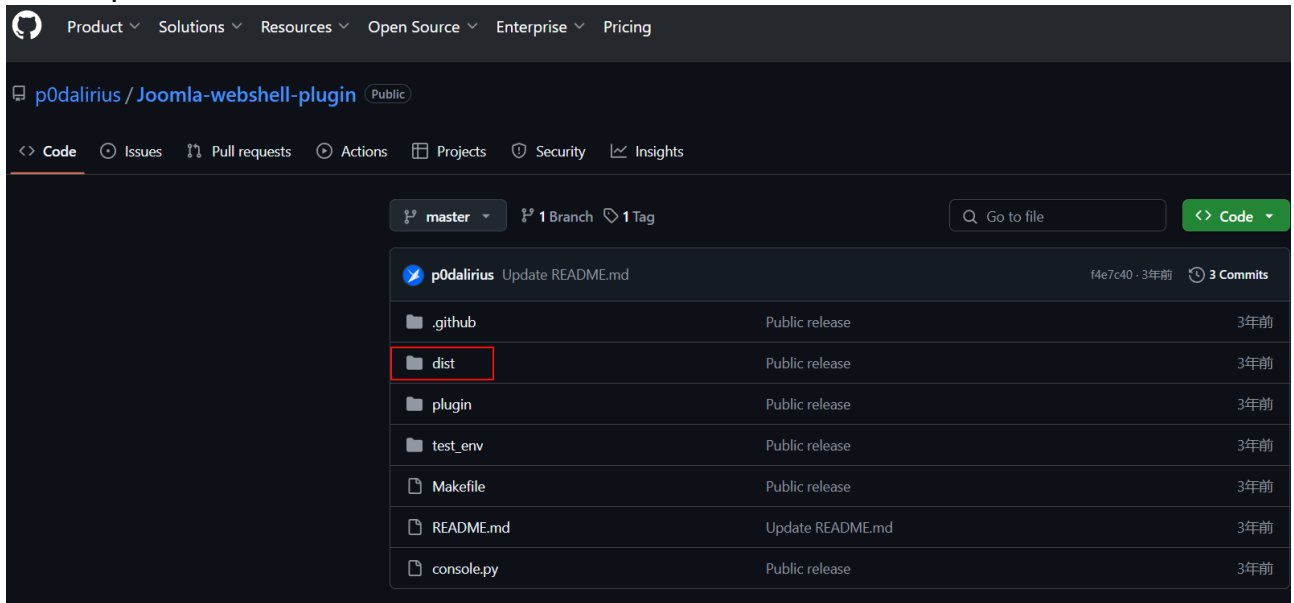 Product Solutions Resources Open Source Enterprise Pricing
p0dalirius / Joomla-webshell-plugin Public
<> Code Issues Pull requests Actions Projects Security Insights
master 1 Branch 1 Tag Go to file <> Code
p0dalirius Update README.md f4e7c40 · 3年前 3 Commits
.github Public release 3年前
dist Public release 3年前
plugin Public release 3年前
test_env Public release 3年前
Makefile Public release 3年前
README.md Update README.md 3年前
console.py Public release 3年前